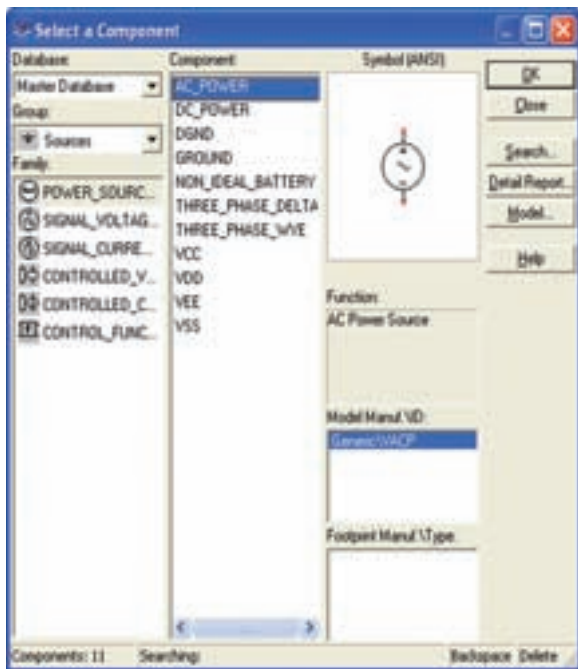 Select a Component
Database:
Master Database
Group:
Sources
Family:
POWER_SOURC...
SIGNAL_VOLTAG...
SIGNAL_CURRE...
CONTROLLED_V...
CONTROLLED_C...
CONTROL_FUNC...
Component:
AC_POWER
DC_POWER
DGND
GROUND
NON_IDEAL_BATTERY
THREE_PHASE_DELTA
THREE_PHASE_WYE
VCC
VDD
VEE
VSS
Symbol (ANSI)
Function:
AC Power Source
Model Manuf.\ID:
Generic\VACP
Footprint Manuf.\Type:
OK
Close
Search...
Detail Report...
Model...
Help
Components: 11
Searching:
Backspace Delete